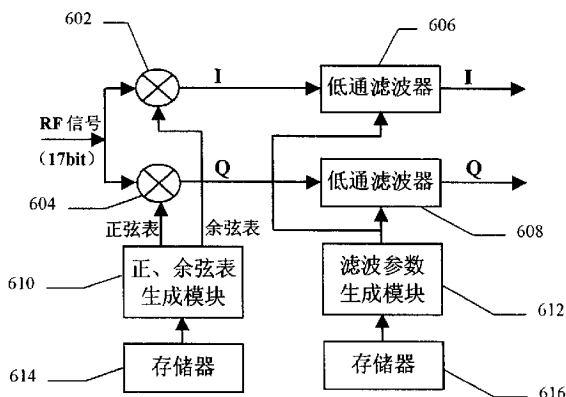 602
606
I
低通滤波器
I
RF 信号
（17bit）
Q
低通滤波器
Q
604
正弦表
余弦表
608
610
正、余弦表
生成模块
滤波参数
生成模块
612
614
存储器
存储器
616